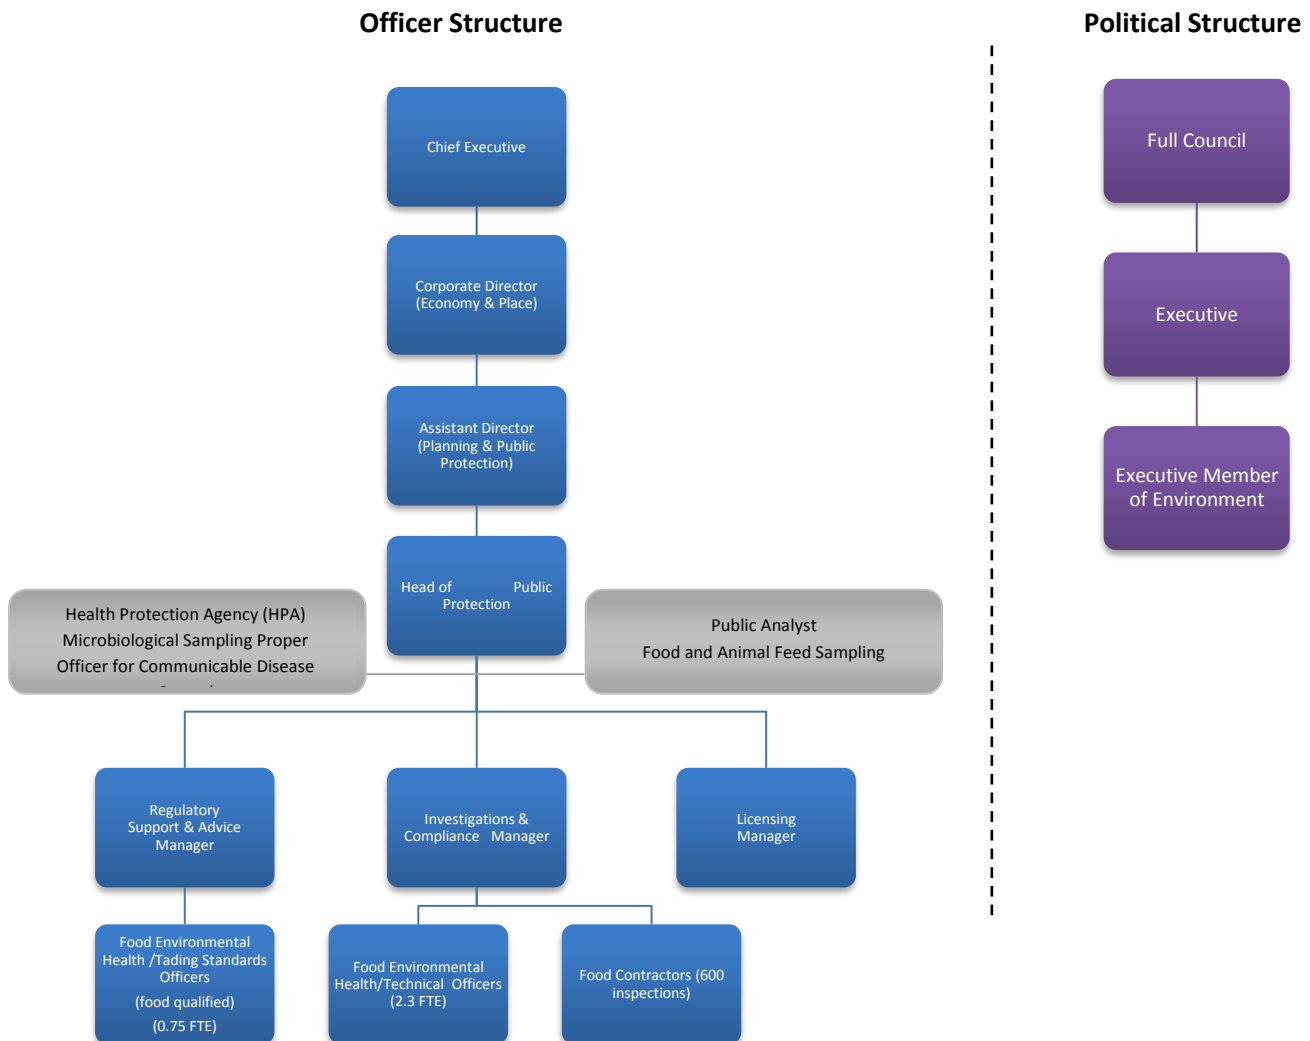 Officer Structure
Political Structure
Chief Executive
Full Council
Corporate Director
(Economy & Place)
Executive
Assistant Director
(Planning & Public
Protection)
Executive Member
of Environment
Head of Public
Protection
Health Protection Agency (HPA)
Microbiological Sampling Proper
Officer for Communicable Disease
Public Analyst
Food and Animal Feed Sampling
Regulatory
Support & Advice
Manager
Investigations &
Compliance Manager
Licensing
Manager
Food Environmental
Health /Tading Standards
Officers
(food qualified)
(0.75 FTE)
Food Environmental
Health/Technical Officers
(2.3 FTE)
Food Contractors (600
inspections)